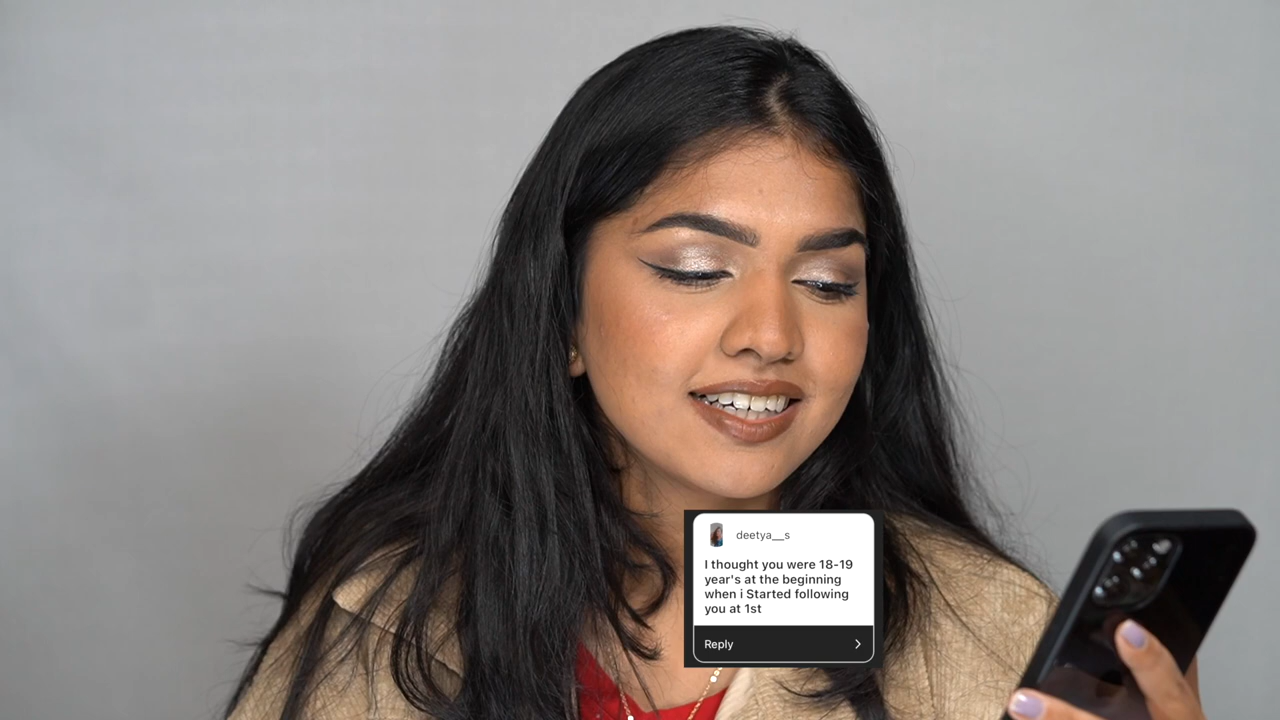 deetya__s
I thought you were 18-19
year's at the beginning
when i Started following
you at 1st
Reply